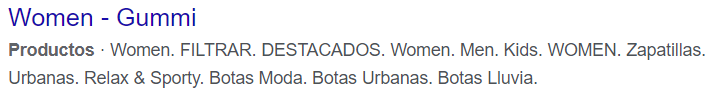 Women - Gummi
Productos · Women. FILTRAR. DESTACADOS. Women. Men. Kids. WOMEN. Zapatillas.
Urbanas. Relax & Sporty. Botas Moda. Botas Urbanas. Botas Lluvia.